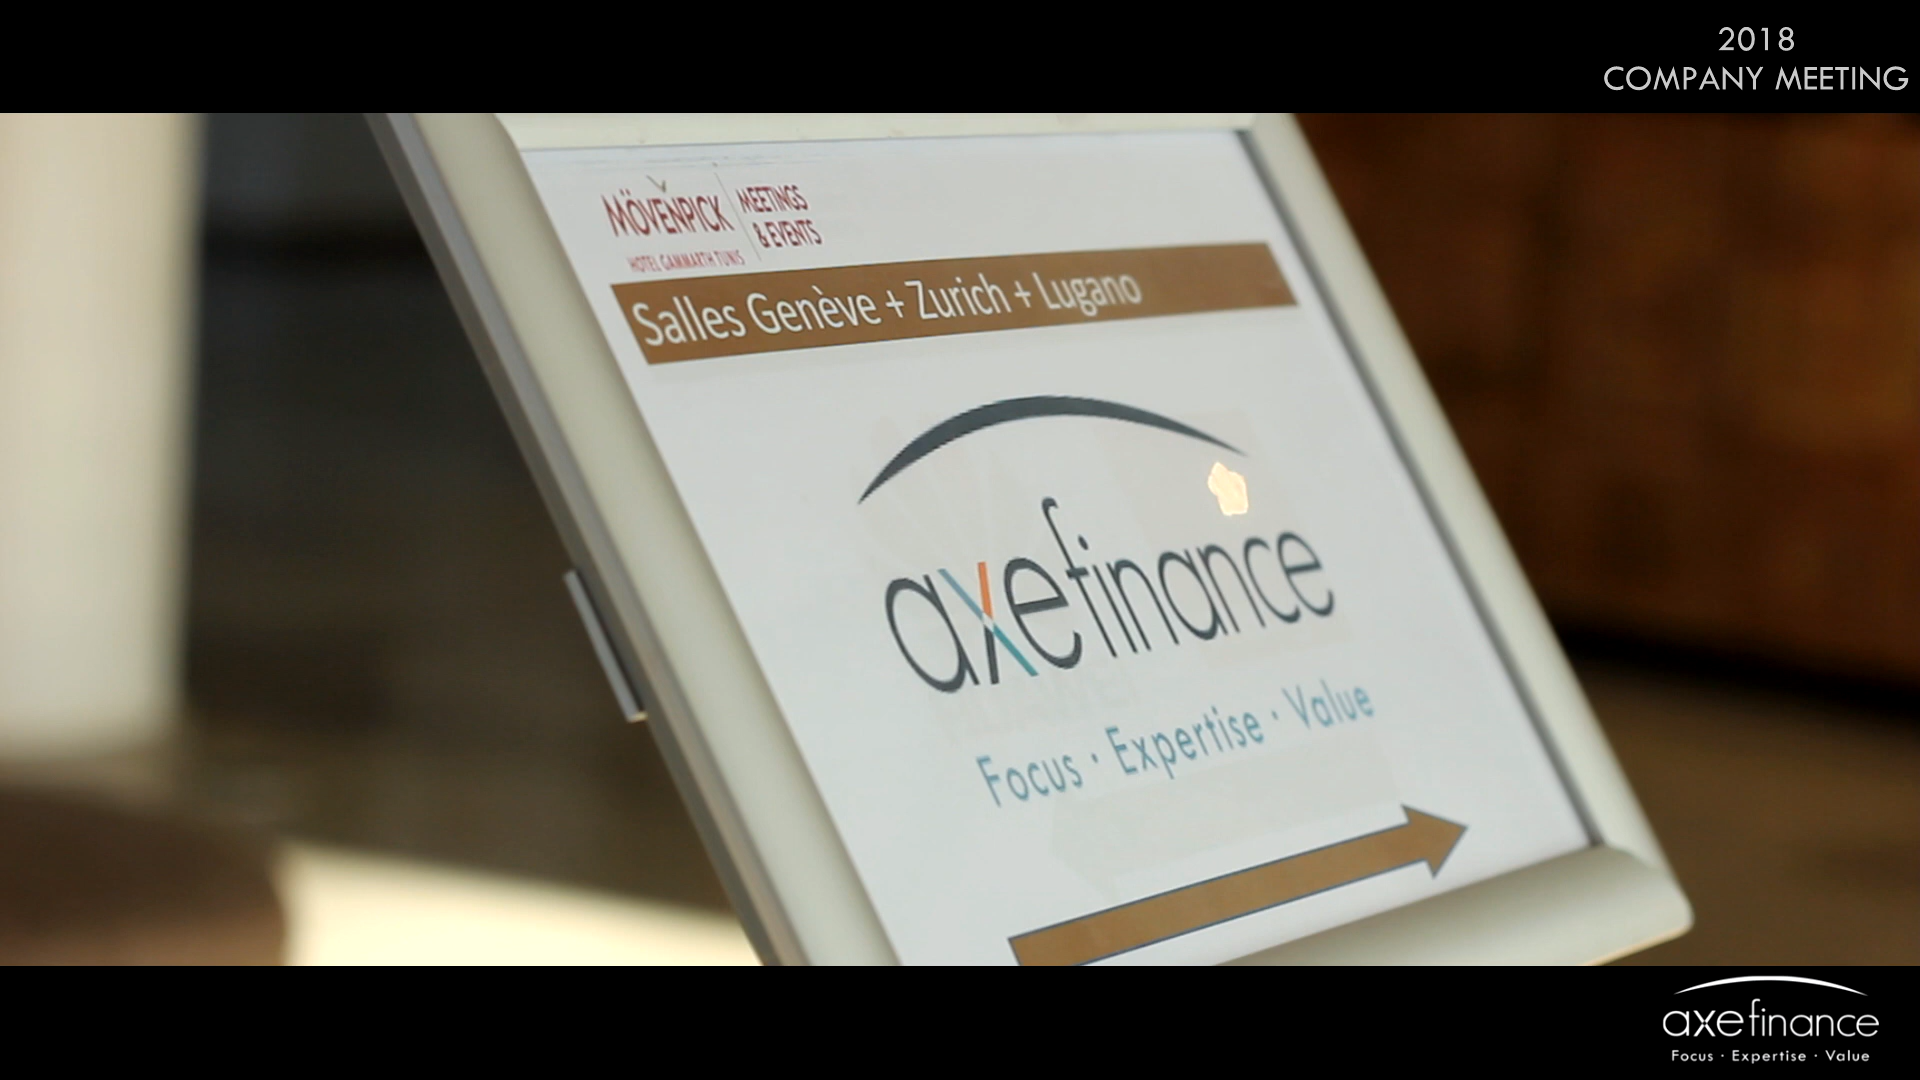 2018
COMPANY MEETING
MÖVENPICK
HOTEL GAMMARTH TUNIS
MEETINGS
& EVENTS
Salles Genève + Zurich + Lugano
axefinance
Focus · Expertise · Value
axefinance
Focus · Expertise · Value